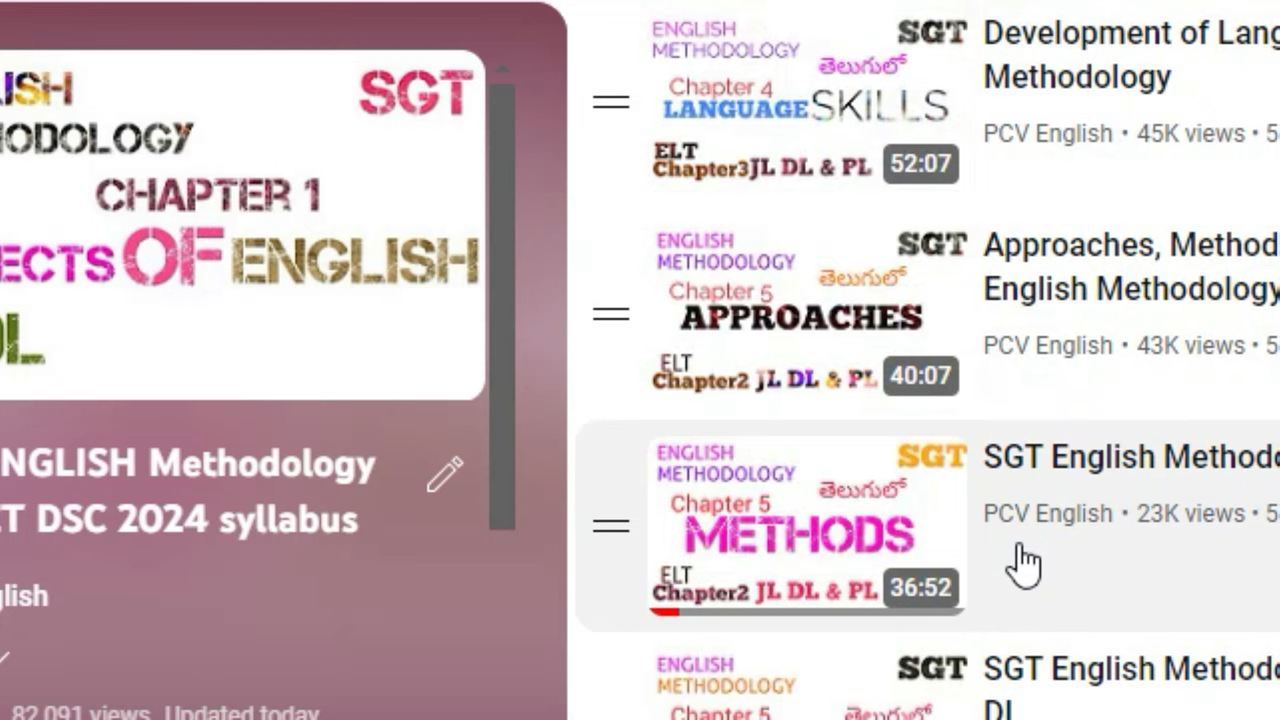 LISH
SGT
HODOLOGY
CHAPTER 1
ECTS OF ENGLISH
DL
NGLISH Methodology
T DSC 2024 syllabus
glish
82,091 views Updated today
ENGLISH
METHODOLOGY
SGT
తెలుగులో
Chapter 4
LANGUAGE SKILLS
ELT
Chapter3 JL DL & PL
52:07
Development of Lang
Methodology
PCV English • 45K views • 5
ENGLISH
METHODOLOGY
SGT
తెలుగులో
Chapter 5
APPROACHES
ELT
Chapter2 JL DL & PL
40:07
Approaches, Method
English Methodology
PCV English • 43K views • 5
ENGLISH
METHODOLOGY
SGT
తెలుగులో
Chapter 5
METHODS
ELT
Chapter2 JL DL & PL
36:52
SGT English Methodo
PCV English • 23K views • 5
ENGLISH
METHODOLOGY
SGT
తెలుగులో
Chapter 5
SGT English Methodo
DL